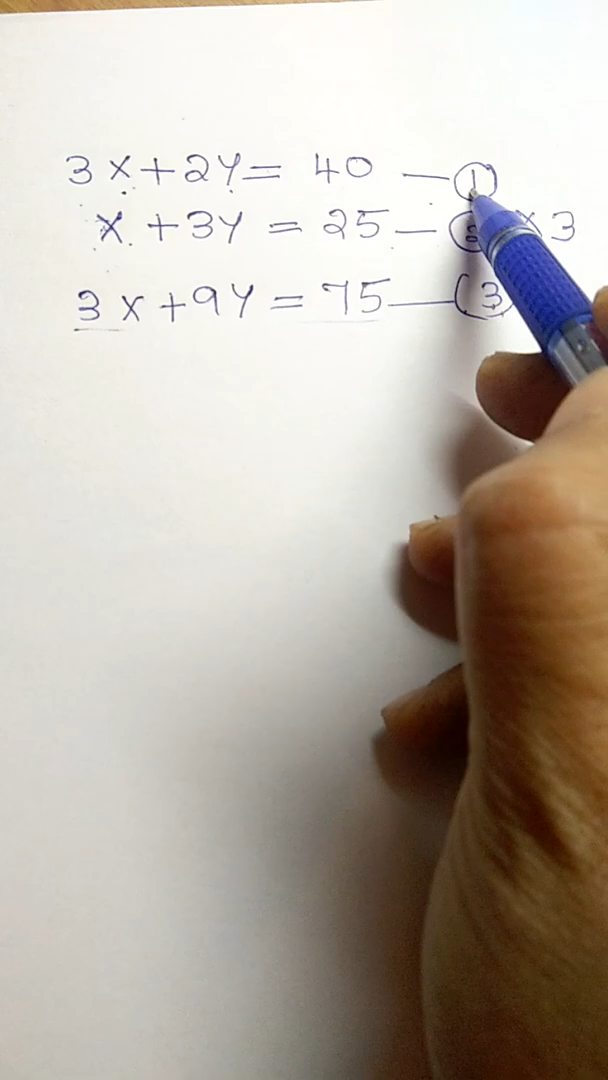 3x+2y= 40 — ①
x + 3y = 25 — ② ×3
3x+9y= 75 — (3)